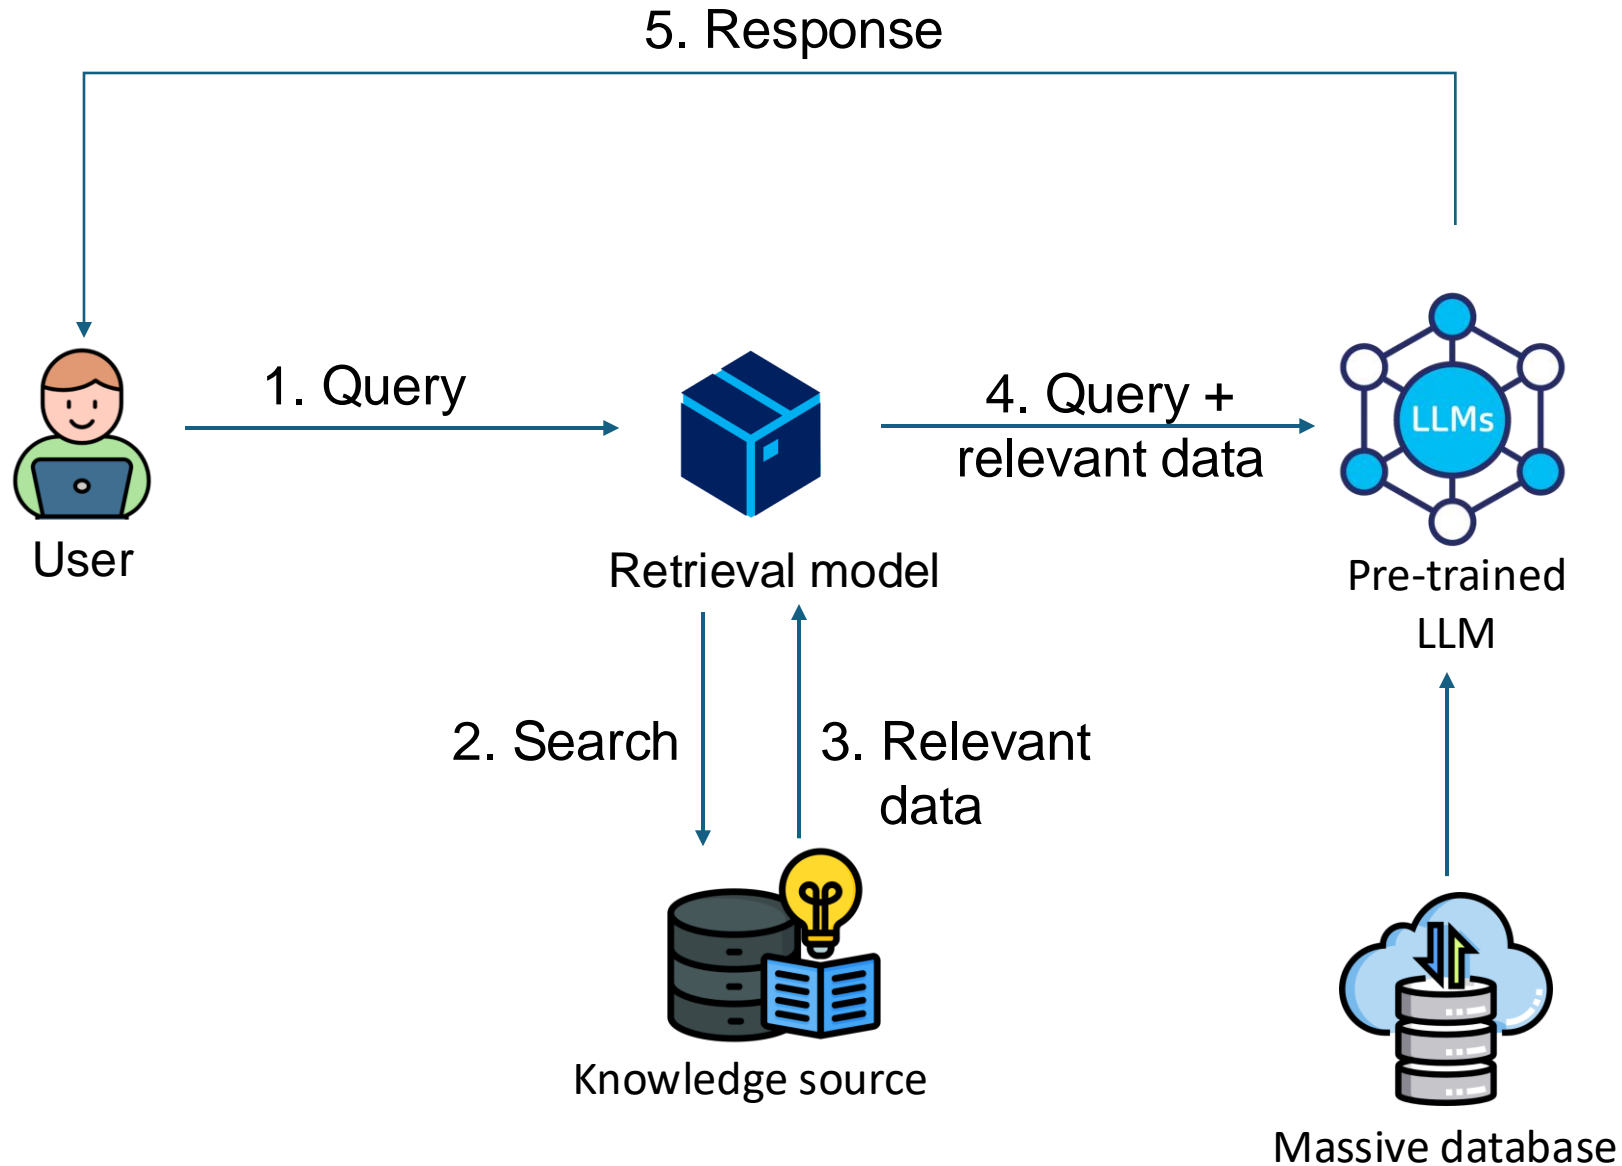 5. Response
1. Query
4. Query +
relevant data
LLMs
User
Retrieval model
Pre-trained
LLM
2. Search
3. Relevant
data
Knowledge source
Massive database